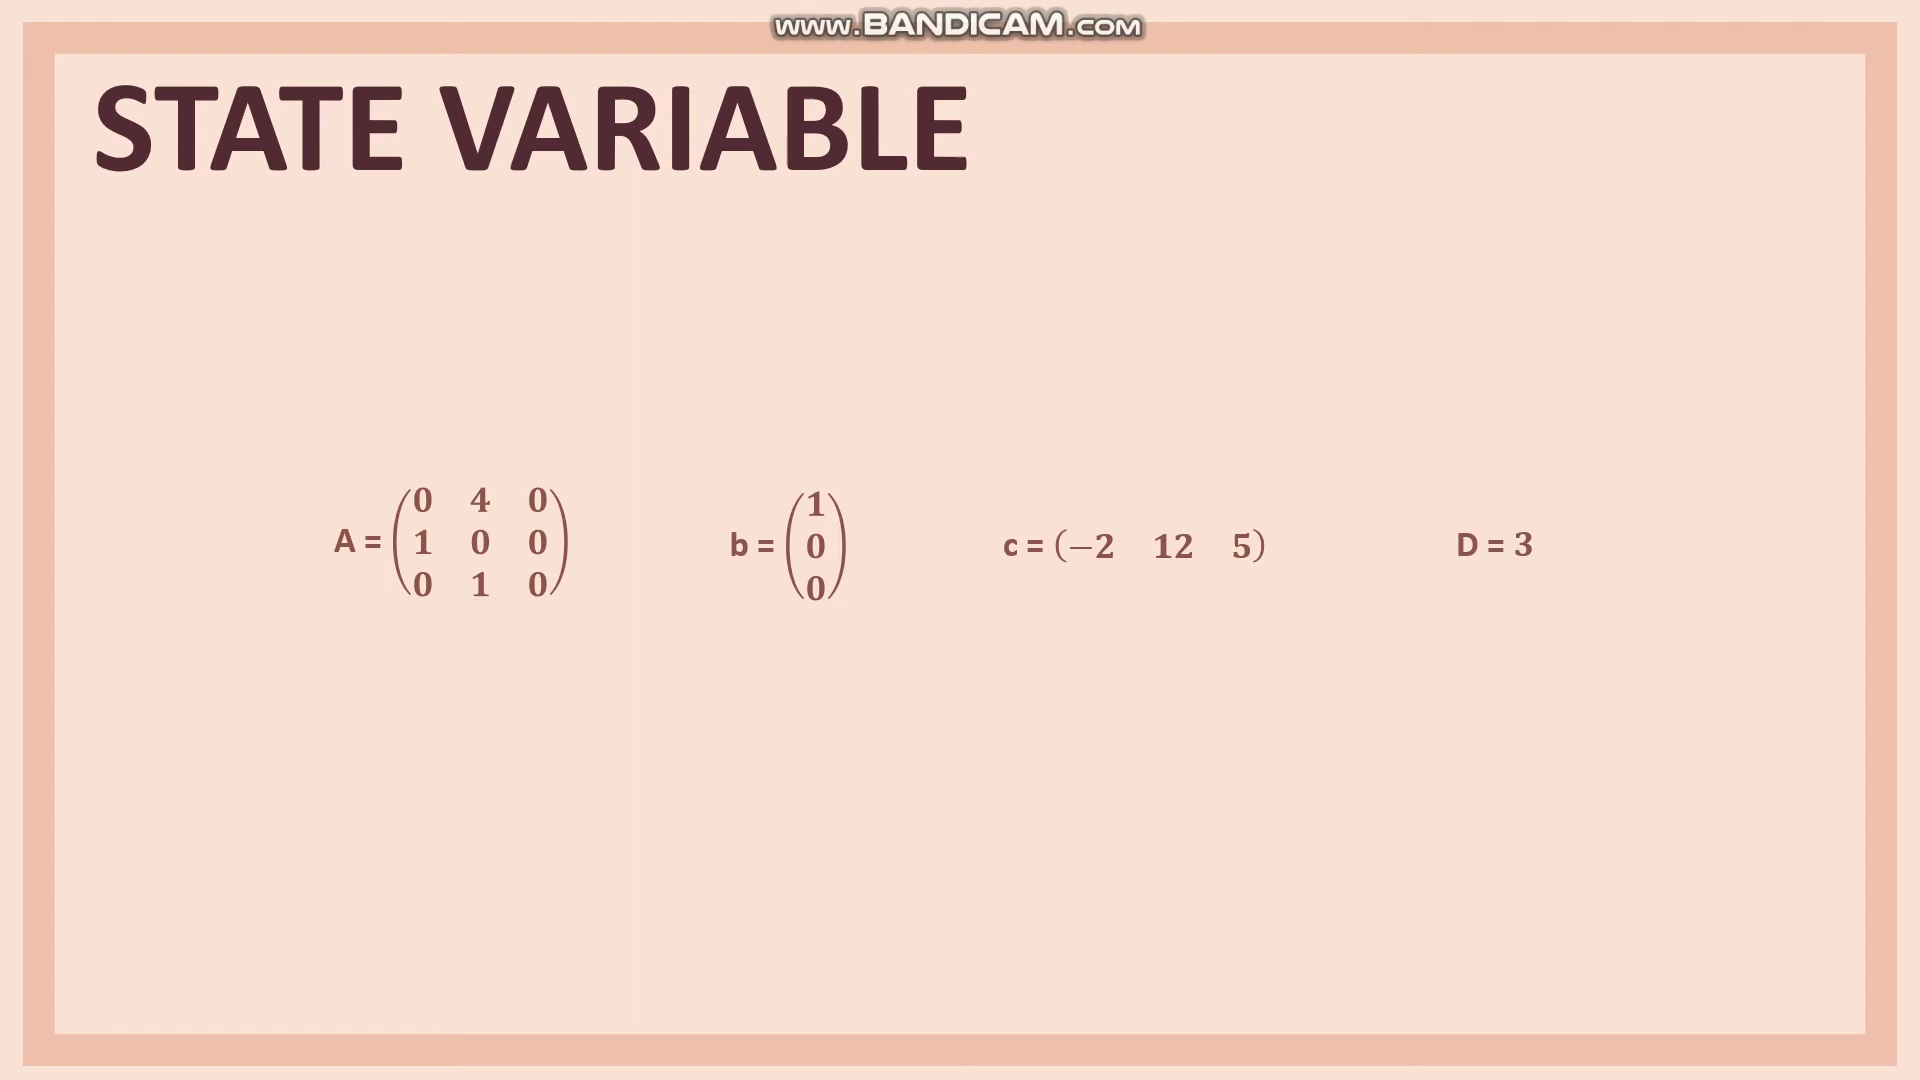 www.BANDICAM.com
STATE VARIABLE
A = (0 4 0
1 0 0
0 1 0)
b = (1
0
0)
c = (−2 12 5)
D = 3